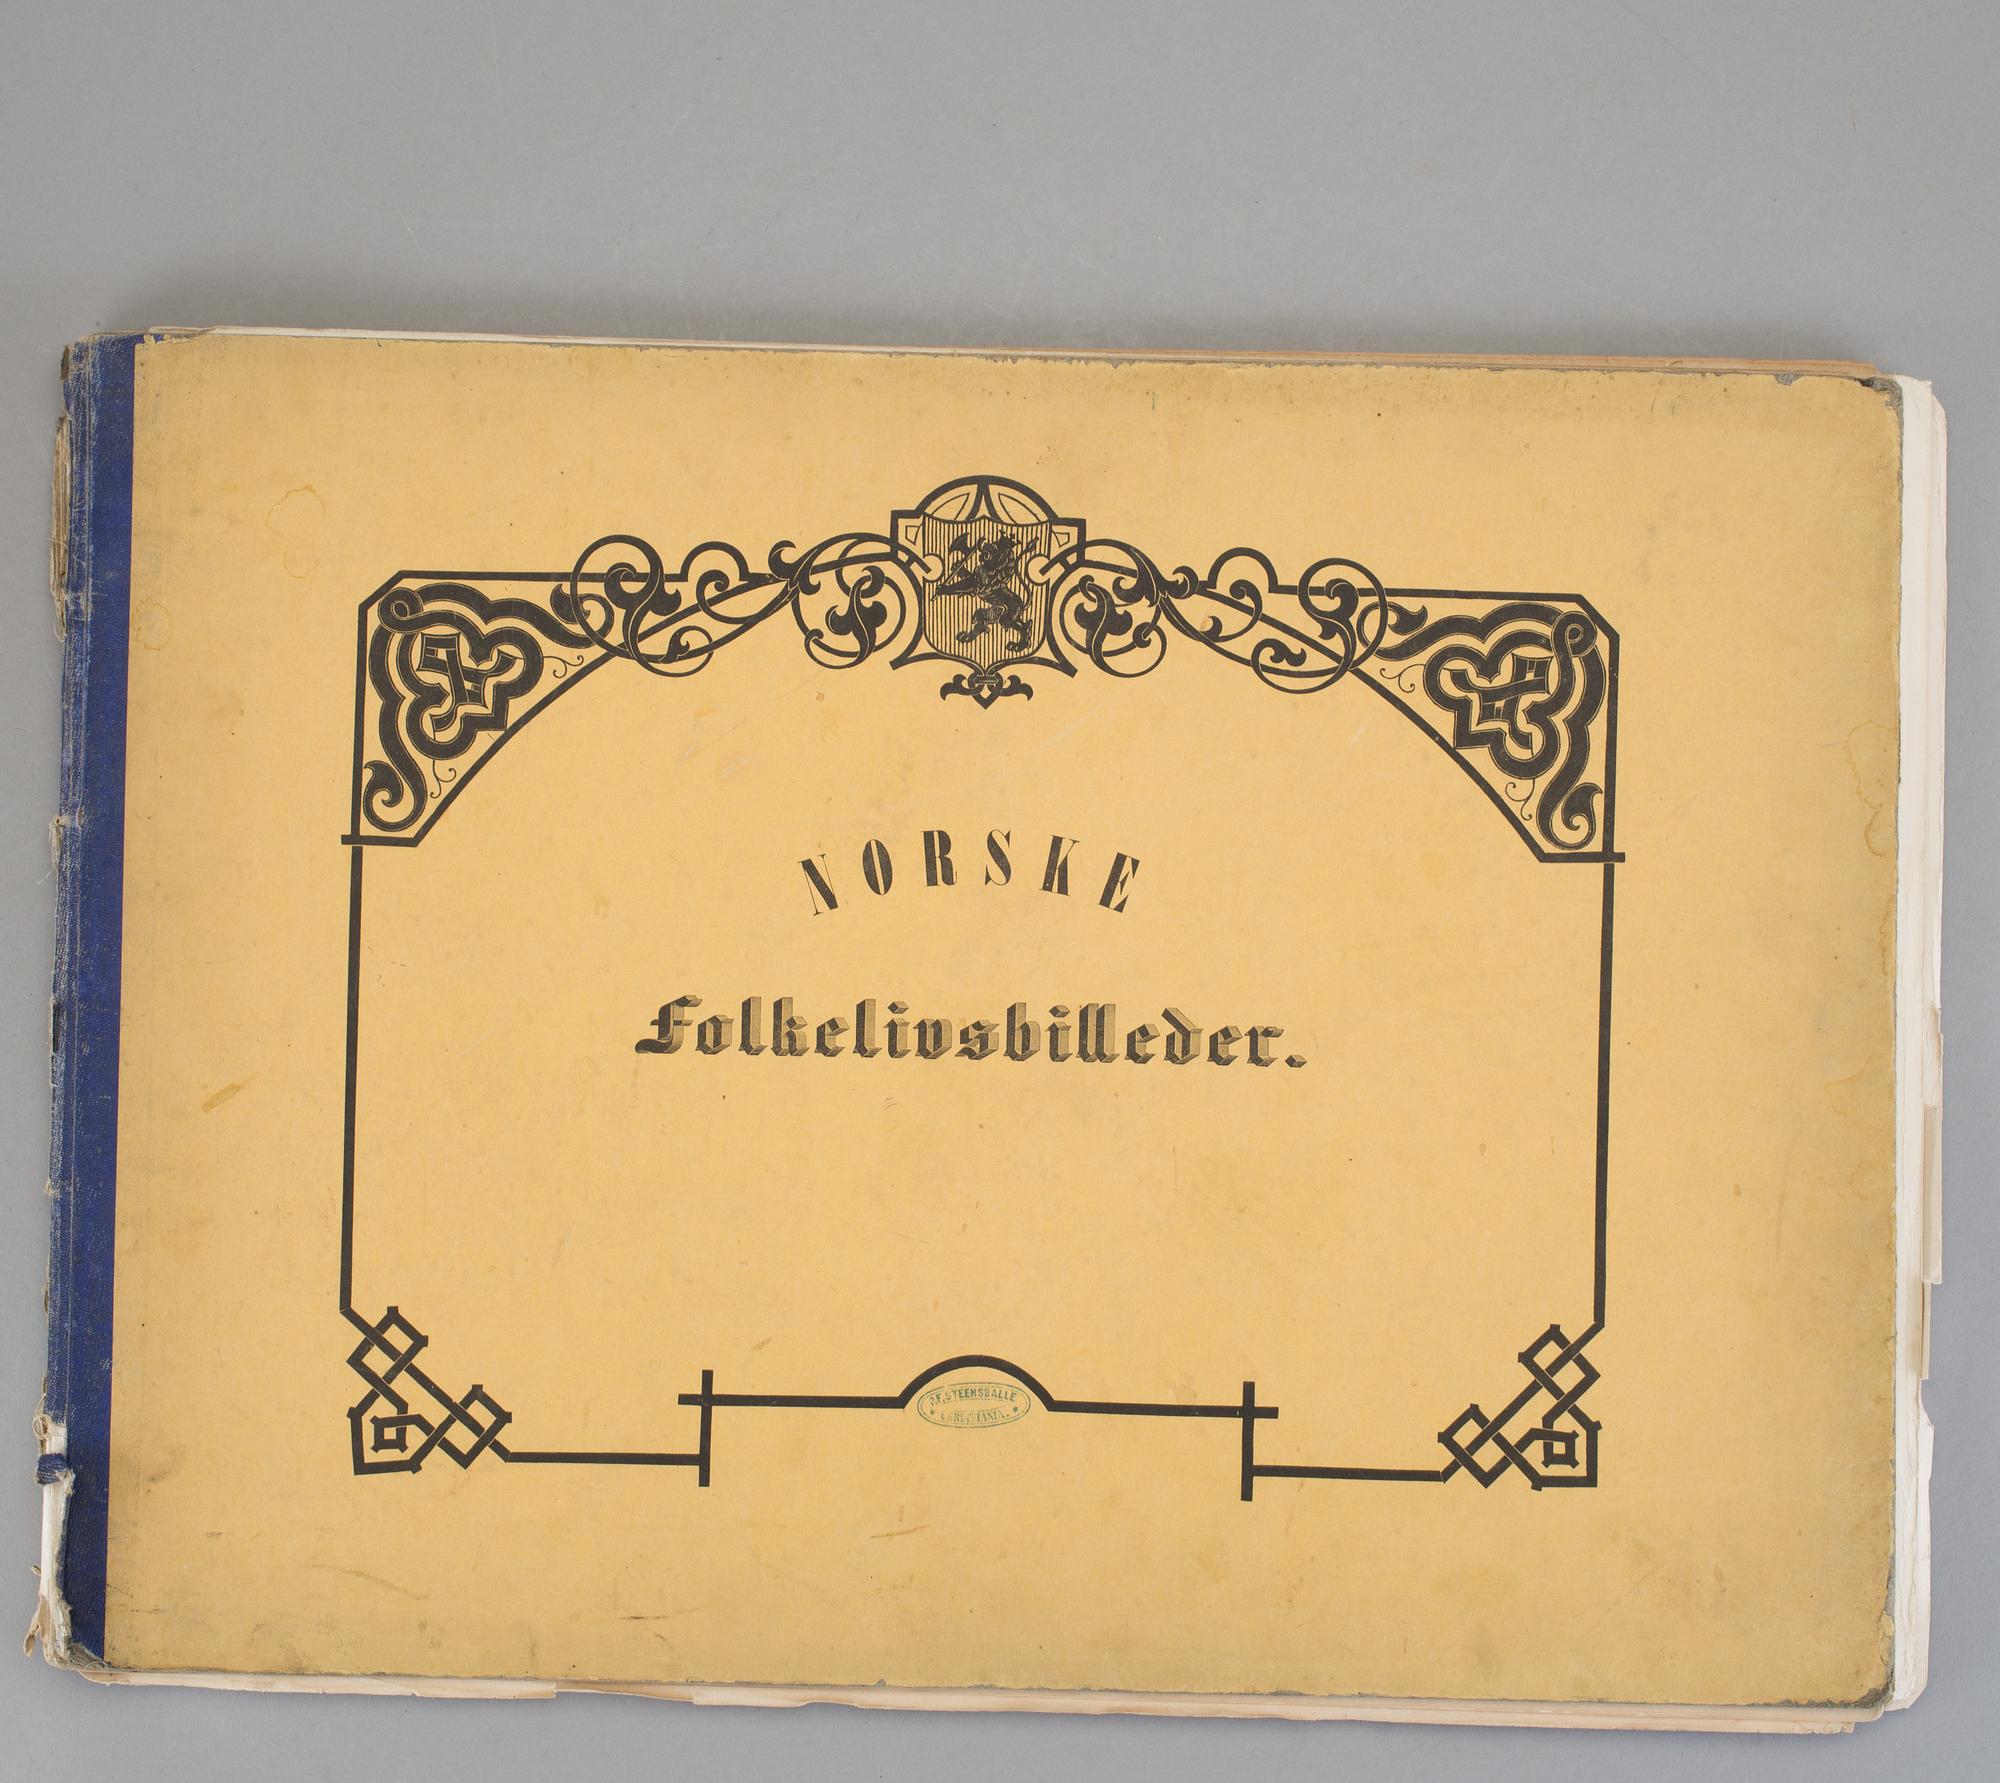 NORSKE
Folkelivsbilleder.
P.F. STEENSBALLE
CHRISTIANIA.